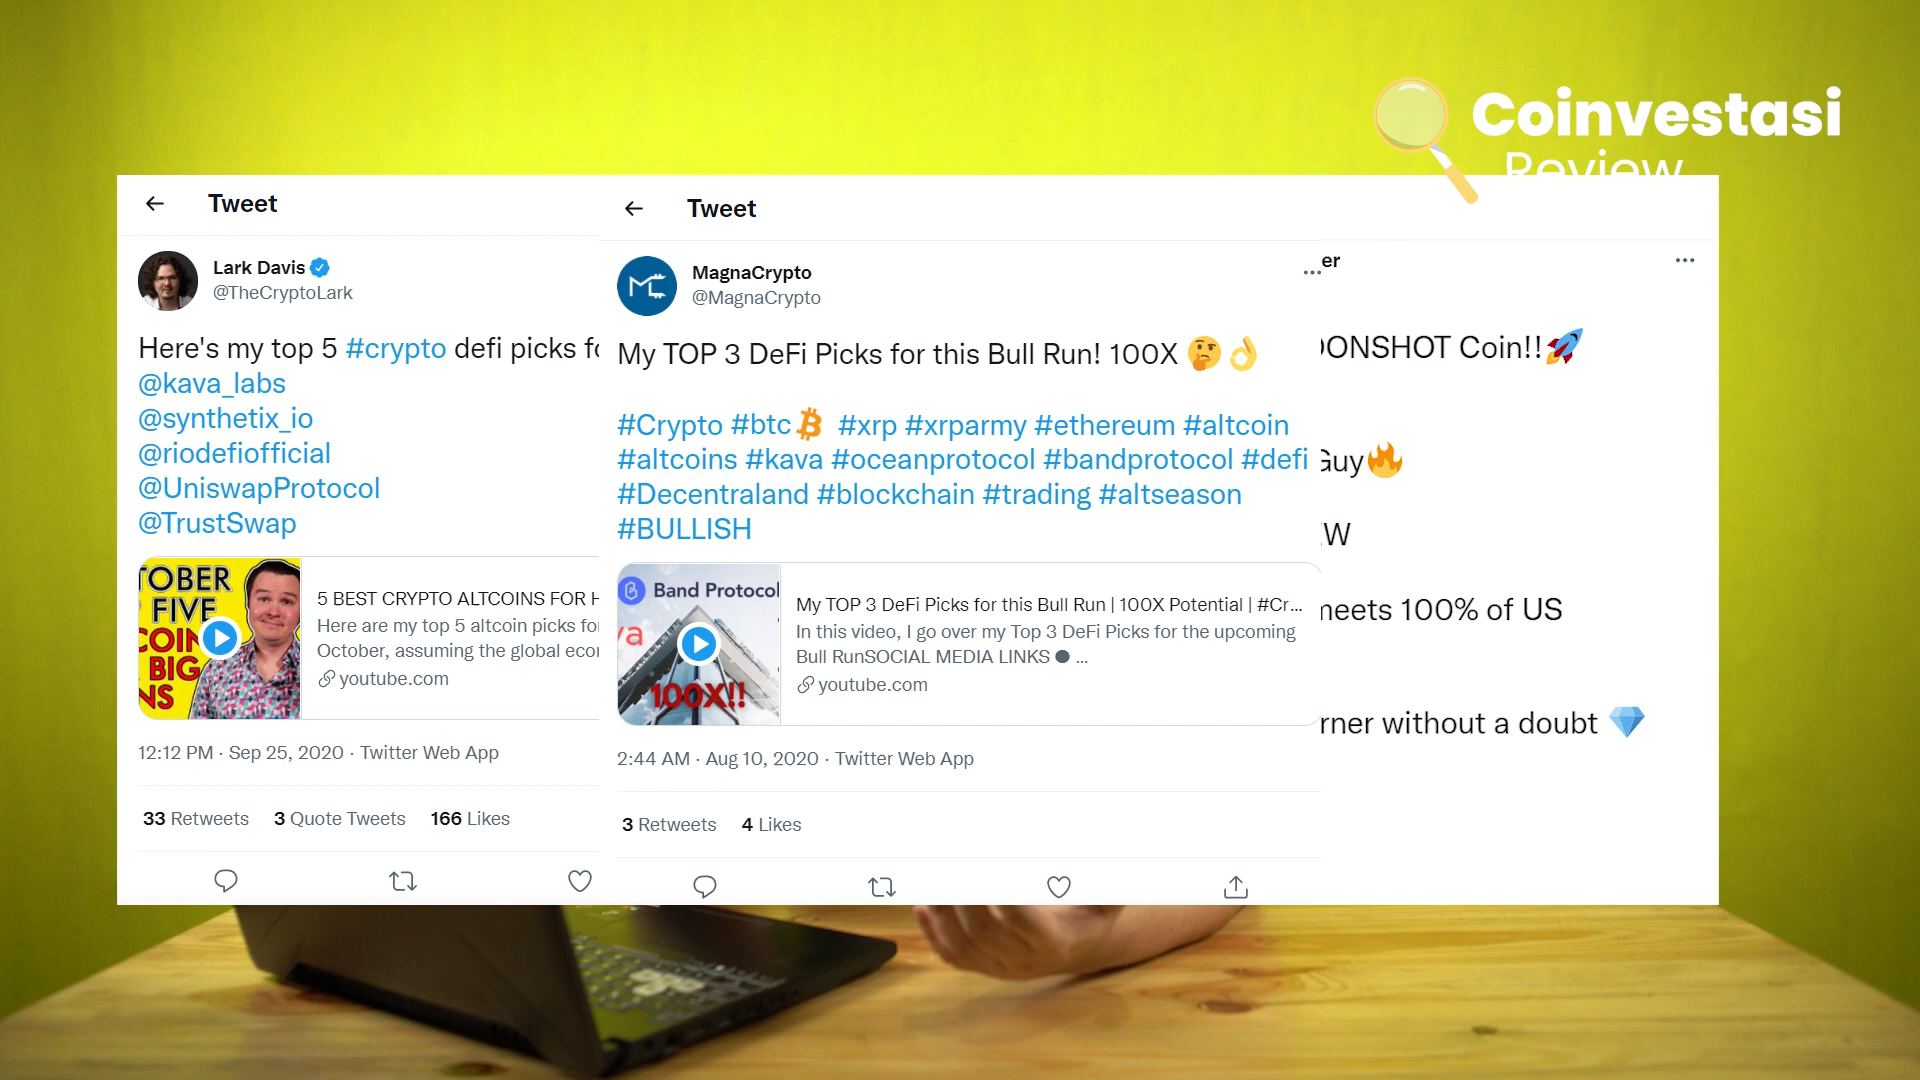 Coinvestasi
Review
Tweet
Lark Davis
@TheCryptoLark
Here's my top 5 #crypto defi picks
@kava_labs
@synthetix_io
@riodefiofficial
@UniswapProtocol
@TrustSwap
TOBER
FIVE
COIN
BIG
NS
5 BEST CRYPTO ALTCOINS FOR
Here are my top 5 altcoin picks
October, assuming the global
youtube.com
12:12 PM · Sep 25, 2020 · Twitter Web App
33 Retweets 3 Quote Tweets 166 Likes
Tweet
MagnaCrypto
@MagnaCrypto
My TOP 3 DeFi Picks for this Bull Run! 100X 🤔👌
#Crypto #btc #xrp #xrparmy #ethereum #altcoin
#altcoins #kava #oceanprotocol #bandprotocol #defi
#Decentraland #blockchain #trading #altseason
#BULLISH
Band Protocol
va
100X!!
My TOP 3 DeFi Picks for this Bull Run | 100X Potential | #Cr...
In this video, I go over my Top 3 DeFi Picks for the upcoming
Bull RunSOCIAL MEDIA LINKS ● ...
youtube.com
2:44 AM · Aug 10, 2020 · Twitter Web App
3 Retweets 4 Likes
er
OONSHOT Coin!!🚀
Guy🔥
W
meets 100% of US
rner without a doubt 💎